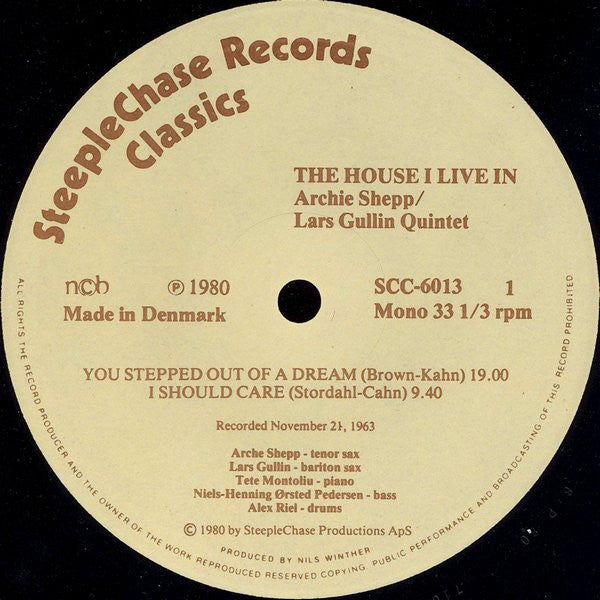 SteepleChase Records
Classics
THE HOUSE I LIVE IN
Archie Shepp/
Lars Gullin Quintet
ncb ℗ 1980
Made in Denmark
SCC-6013 1
Mono 33 1/3 rpm
YOU STEPPED OUT OF A DREAM (Brown-Kahn) 19.00
I SHOULD CARE (Stordahl-Cahn) 9.40
Recorded November 21, 1963
Arche Shepp - tenor sax
Lars Gullin - bariton sax
Tete Montoliu - piano
Niels-Henning Ørsted Pedersen - bass
Alex Riel - drums
© 1980 by SteepleChase Productions ApS
PRODUCED BY NILS WINTHER
ALL RIGHTS THE RECORD PRODUCER AND THE OWNER OF THE WORK REPRODUCED RESERVED COPYING, PUBLIC PERFORMANCE AND BROADCASTING OF THIS RECORD PROHIBITED